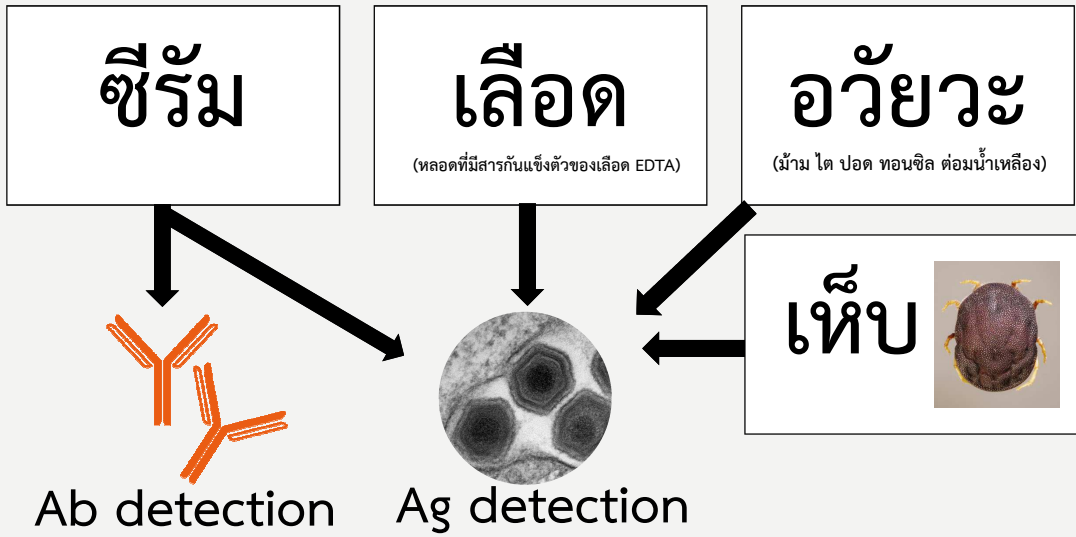 ซีรัม
เลือด
(หลอดที่มีสารกันแข็งตัวของเลือด EDTA)
อวัยวะ
(ม้าม ไต ปอด ทอนซิล ต่อมน้ำเหลือง)
เห็บ
Ab detection
Ag detection